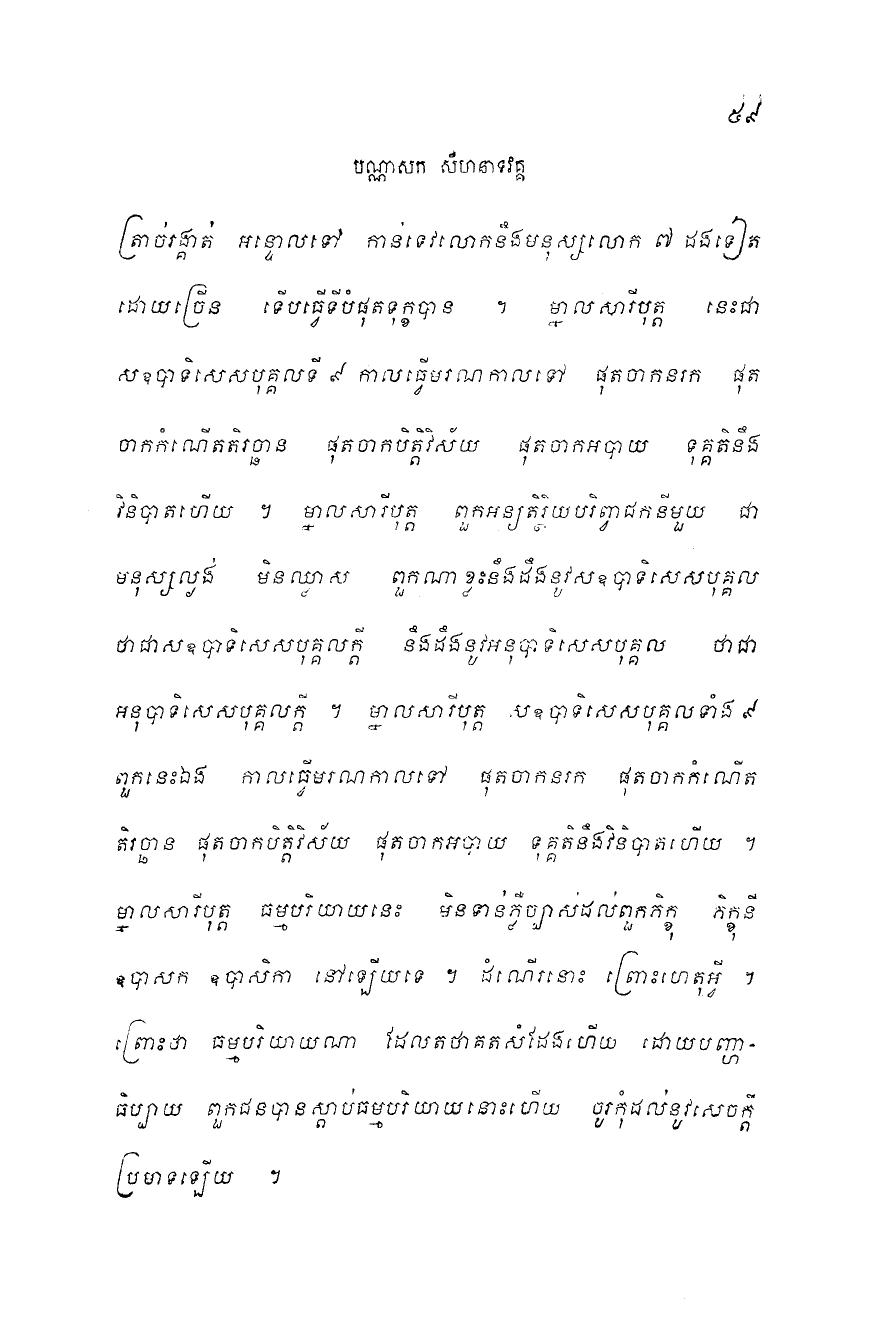 ៥៩
បណ្ណាសក សីហនាទវគ្គ
ត្រាច់រង្គាត់ អន្ទោលទៅ កាន់ទេវលោកនឹងមនុស្សលោក ៧ ដងទៀត
ដោយច្រើន ទើបធ្វើទីបំផុតទុក្ខបាន ។ ម្នាលសារីបុត្ត នេះជា
សឧបាទិសេសបុគ្គលទី ៩ កាលធ្វើមរណកាលទៅ ផុតចាកនរក ផុត
ចាកកំណើតតិរច្ឆាន ផុតចាកបិត្តិវិស័យ ផុតចាកអបាយ ទុគ្គតិនឹង
វិនិបាតហើយ ។ ម្នាលសារីបុត្ត ពួកអន្យតិរ្ថិយបរិព្វាជកនីមួយ ជា
មនុស្សល្ងង់ មិនឈ្លាស ពួកណាខ្លះនឹងដឹងនូវសឧបាទិសេសបុគ្គល
ថាជាសឧបាទិសេសបុគ្គលក្តី នឹងដឹងនូវអនុបាទិសេសបុគ្គល ថាជា
អនុបាទិសេសបុគ្គលក្តី ។ ម្នាលសារីបុត្ត សឧបាទិសេសបុគ្គលទាំង ៩
ពួកនេះឯង កាលធ្វើមរណកាលទៅ ផុតចាកនរក ផុតចាកកំណើត
តិរច្ឆាន ផុតចាកបិត្តិវិស័យ ផុតចាកអបាយ ទុគ្គតិនឹងវិនិបាតហើយ ។
ម្នាលសារីបុត្ត ធម្មបរិយាយនេះ មិនទាន់ភ្លឺច្បាស់ដល់ពួកភិក្ខុ ភិក្ខុនី
ឧបាសក ឧបាសិកា នៅឡើយទេ ។ ដំណើរនោះ ព្រោះហេតុអ្វី ។
ព្រោះថា ធម្មបរិយាយណា ដែលតថាគតសំដែងហើយ ដោយបញ្ហា-
ធិប្បាយ ពួកជនបានស្តាប់ធម្មបរិយាយនោះហើយ ចូរកុំដល់នូវសេចក្តី
ប្រមាទឡើយ ។